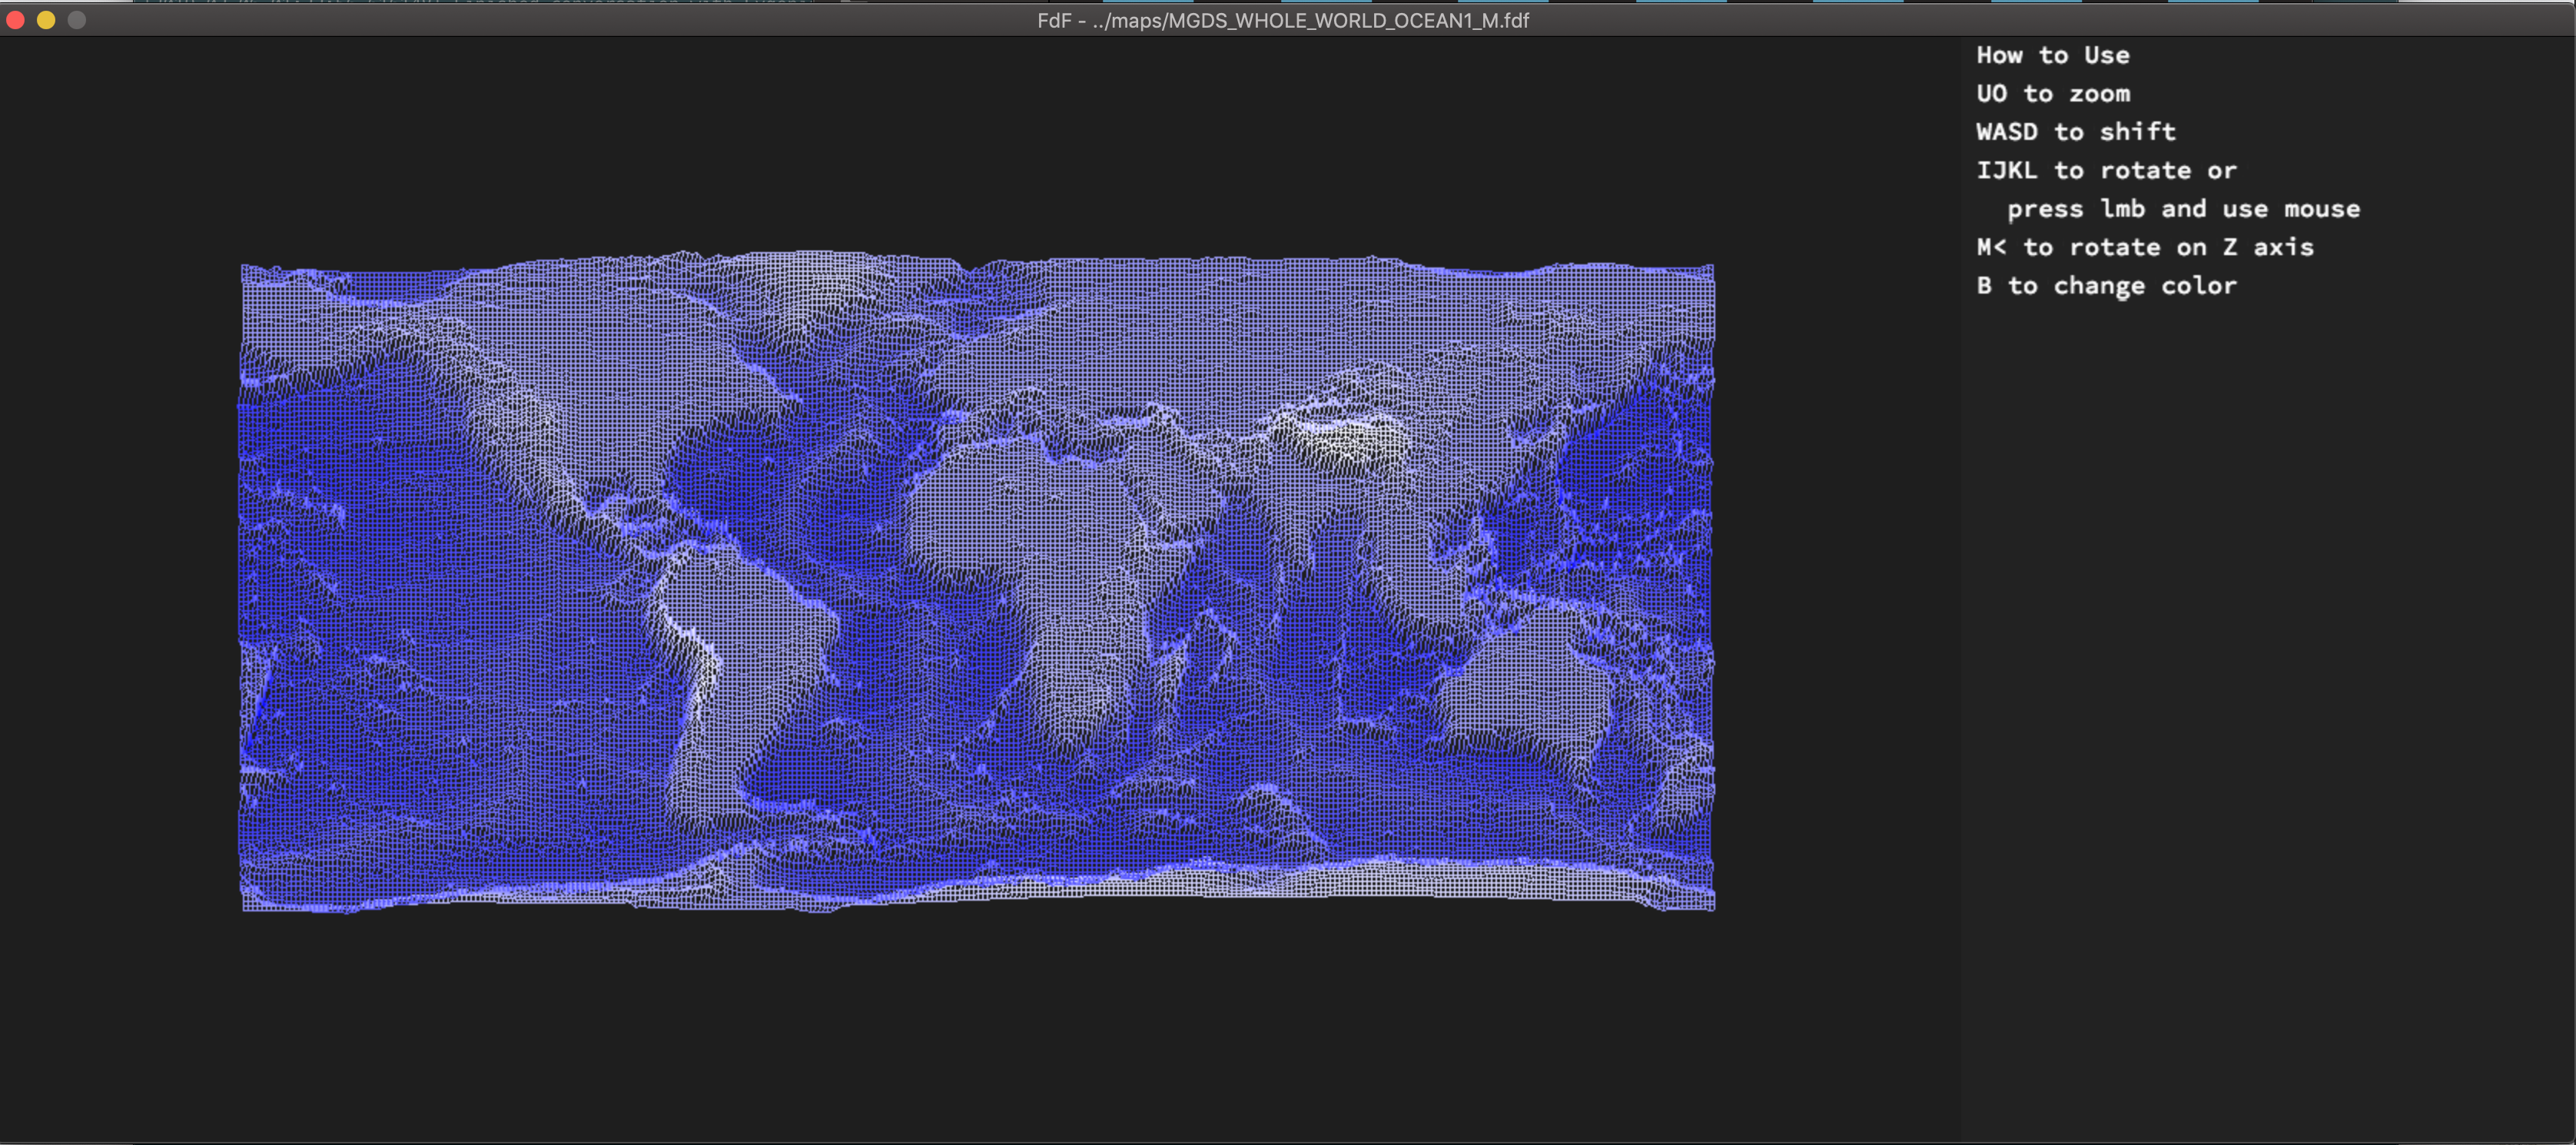 FdF - ../maps/MGDS_WHOLE_WORLD_OCEAN1_M.fdf
How to Use
UO to zoom
WASD to shift
IJKL to rotate or
press lmb and use mouse
M< to rotate on Z axis
B to change color